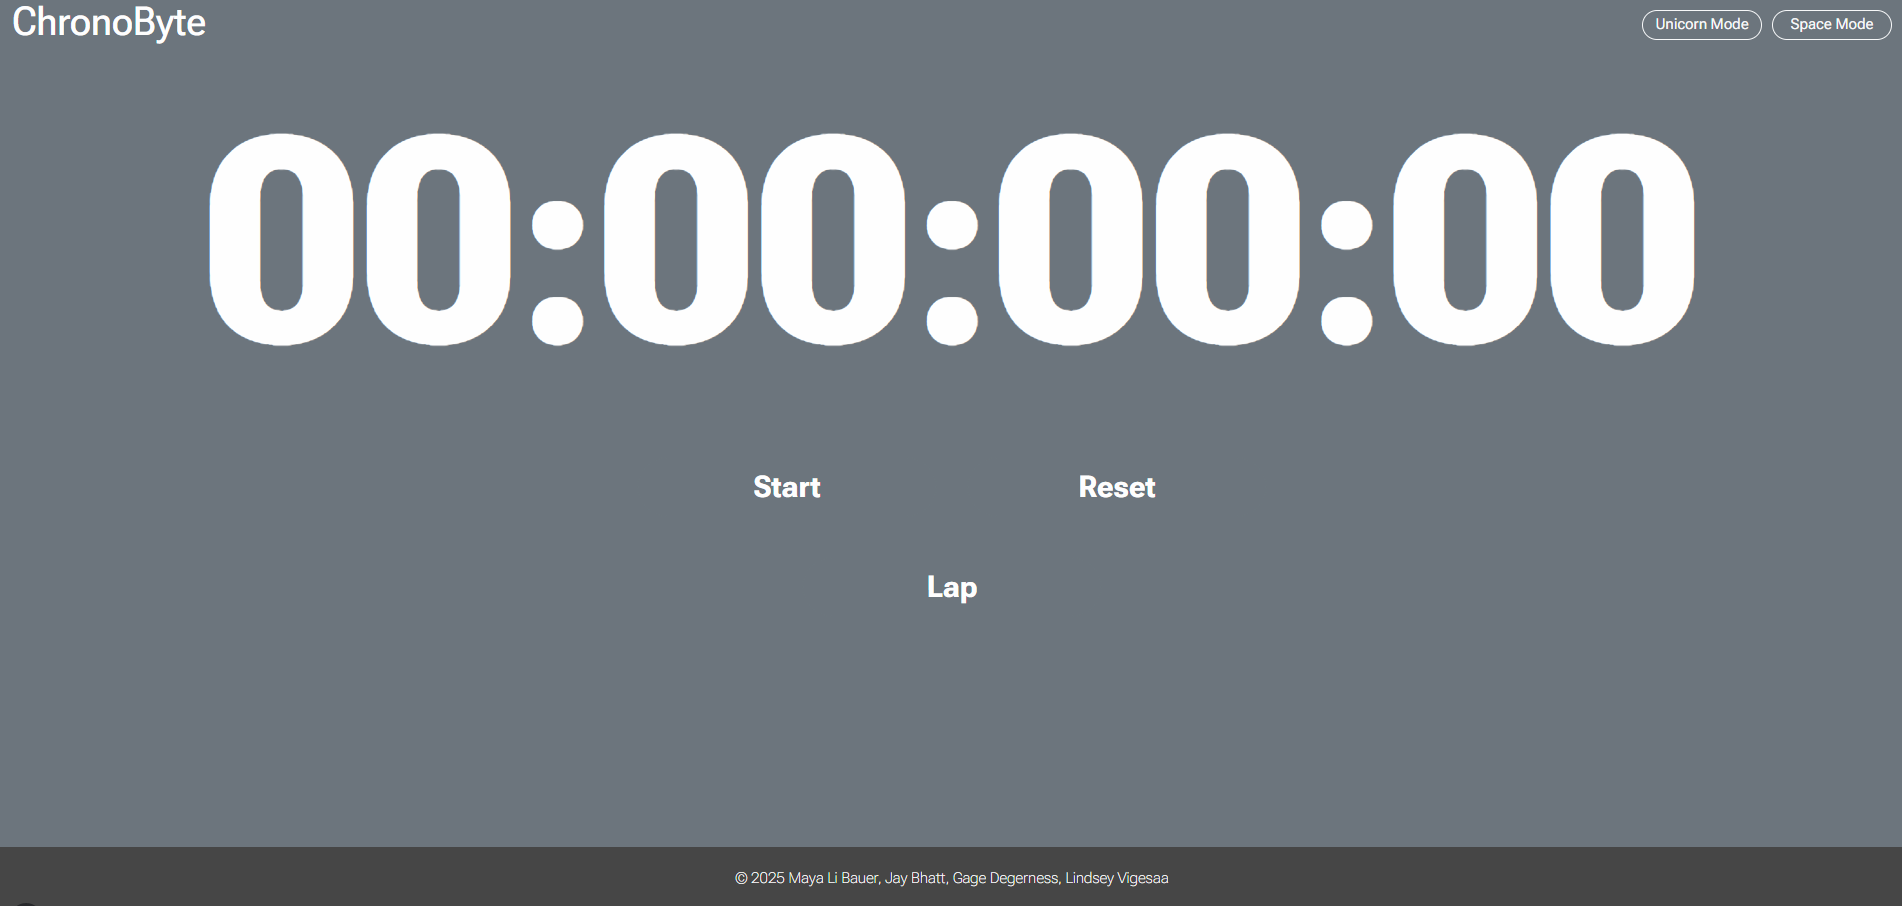 ChronoByte
Unicorn Mode
Space Mode
00:00:00:00
Start
Reset
Lap
© 2025 Maya Li Bauer, Jay Bhatt, Gage Degerness, Lindsey Vigesaa